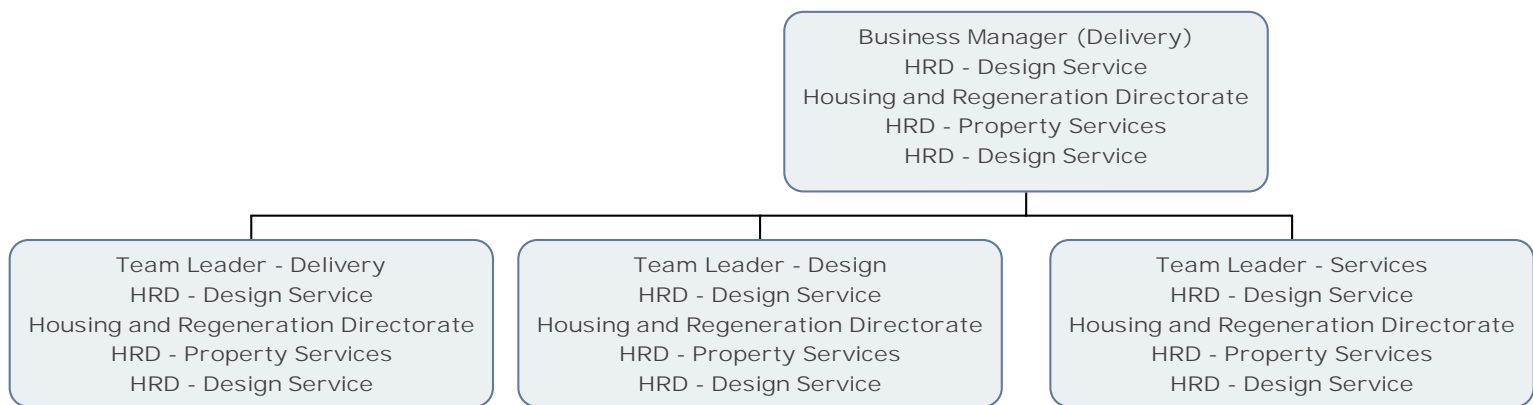 Business Manager (Delivery)
HRD - Design Service
Housing and Regeneration Directorate
HRD - Property Services
HRD - Design Service
Team Leader - Delivery
HRD - Design Service
Housing and Regeneration Directorate
HRD - Property Services
HRD - Design Service
Team Leader - Design
HRD - Design Service
Housing and Regeneration Directorate
HRD - Property Services
HRD - Design Service
Team Leader - Services
HRD - Design Service
Housing and Regeneration Directorate
HRD - Property Services
HRD - Design Service